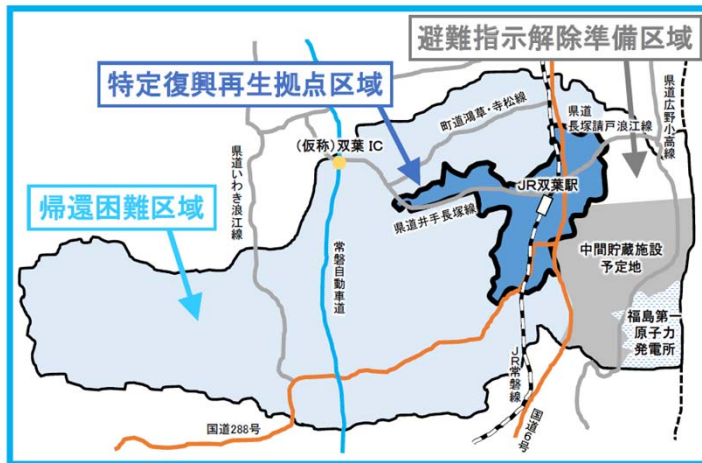 避難指示解除準備区域
特定復興再生拠点区域
帰還困難区域
県道いわき浪江線
(仮称)双葉 IC
町道鴻草・寺松線
県道
長塚請戸浪江線
県道広野小高線
JR双葉駅
県道井手長塚線
中間貯蔵施設
予定地
常磐自動車道
福島第一
原子力
発電所
JR常磐線
国道6号
国道288号